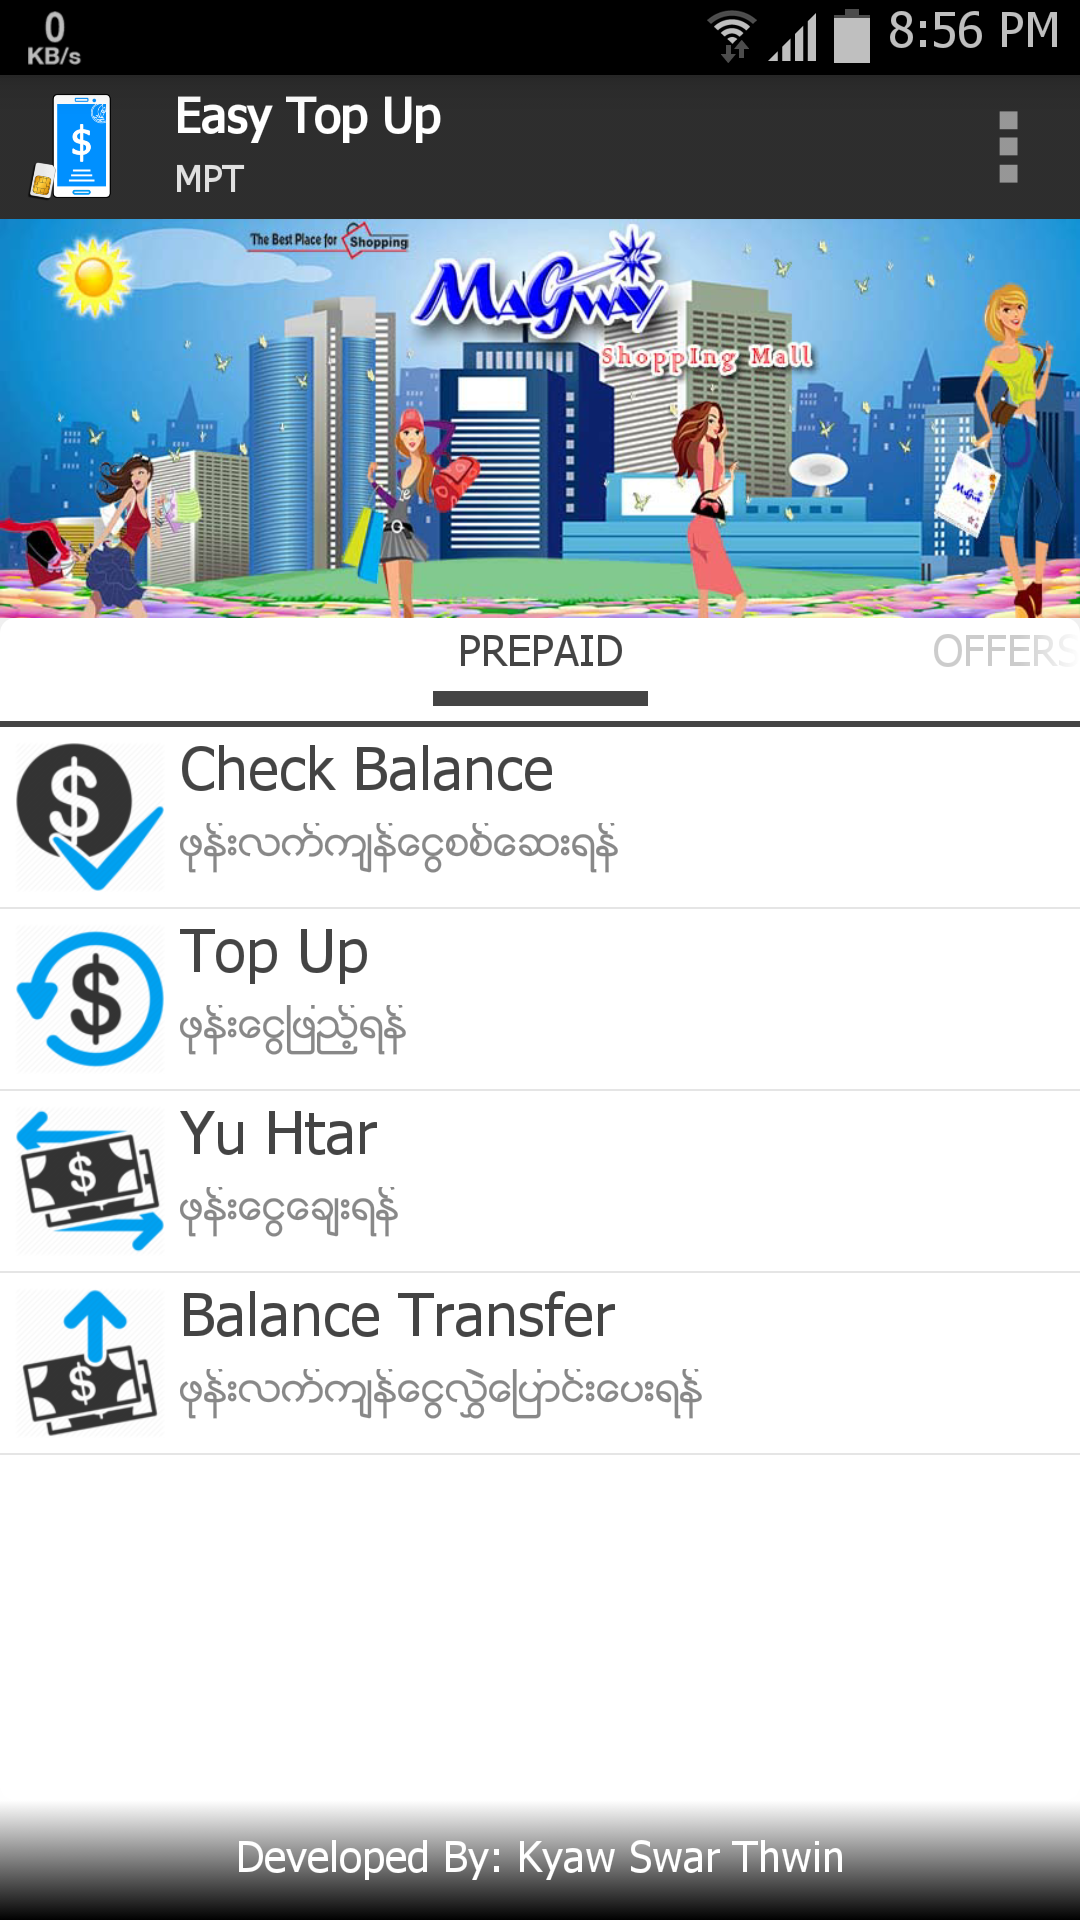 0
KB/s
8:56 PM
Easy Top Up
MPT
The Best Place for Shopping
MaGway
ShoppIng Mall
PREPAID
OFFERS
Check Balance
ဖုန်းလက်ကျန်ငွေစစ်ဆေးရန်
Top Up
ဖုန်းငွေဖြည့်ရန်
Yu Htar
ဖုန်းငွေချေးရန်
Balance Transfer
ဖုန်းလက်ကျန်ငွေလွှဲပြောင်းပေးရန်
Developed By: Kyaw Swar Thwin